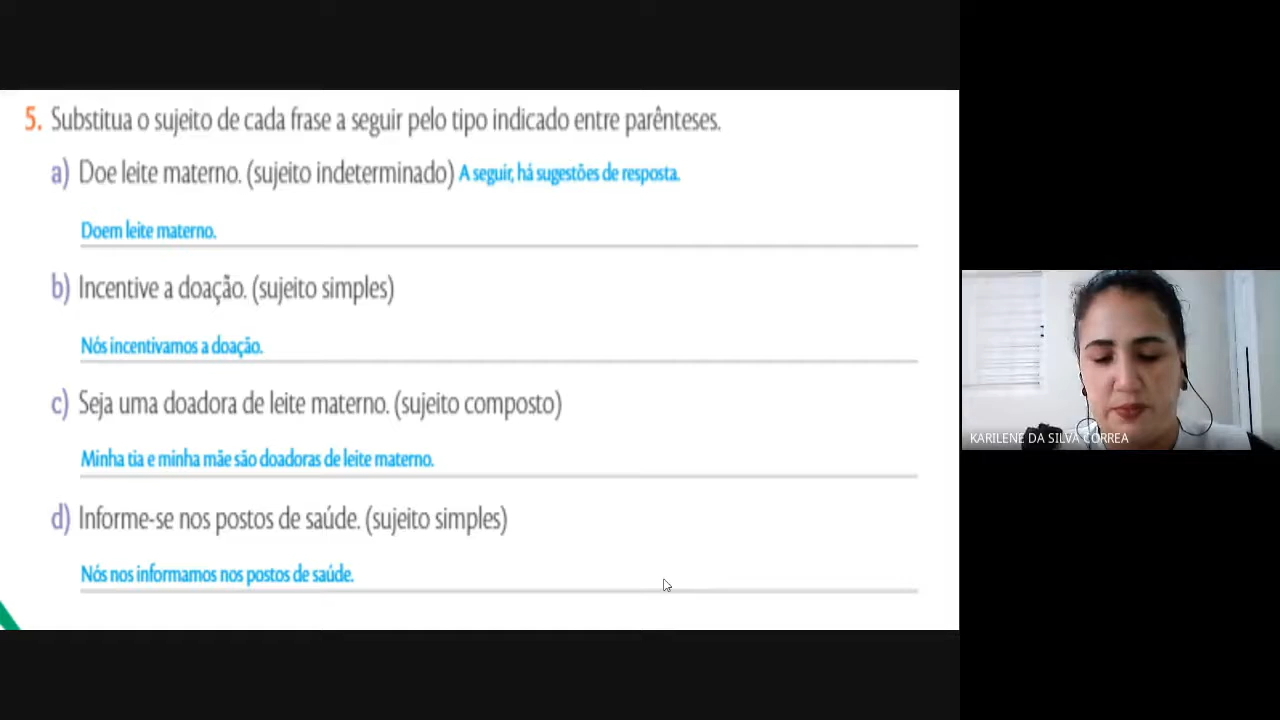 5. Substitua o sujeito de cada frase a seguir pelo tipo indicado entre parênteses.
a) Doe leite materno. (sujeito indeterminado) A seguir, há sugestões de resposta.
Doem leite materno.
b) Incentive a doação. (sujeito simples)
Nós incentivamos a doação.
c) Seja uma doadora de leite materno. (sujeito composto)
Minha tia e minha mãe são doadoras de leite materno.
d) Informe-se nos postos de saúde. (sujeito simples)
Nós nos informamos nos postos de saúde.
KARILENE DA SILVA CORREA